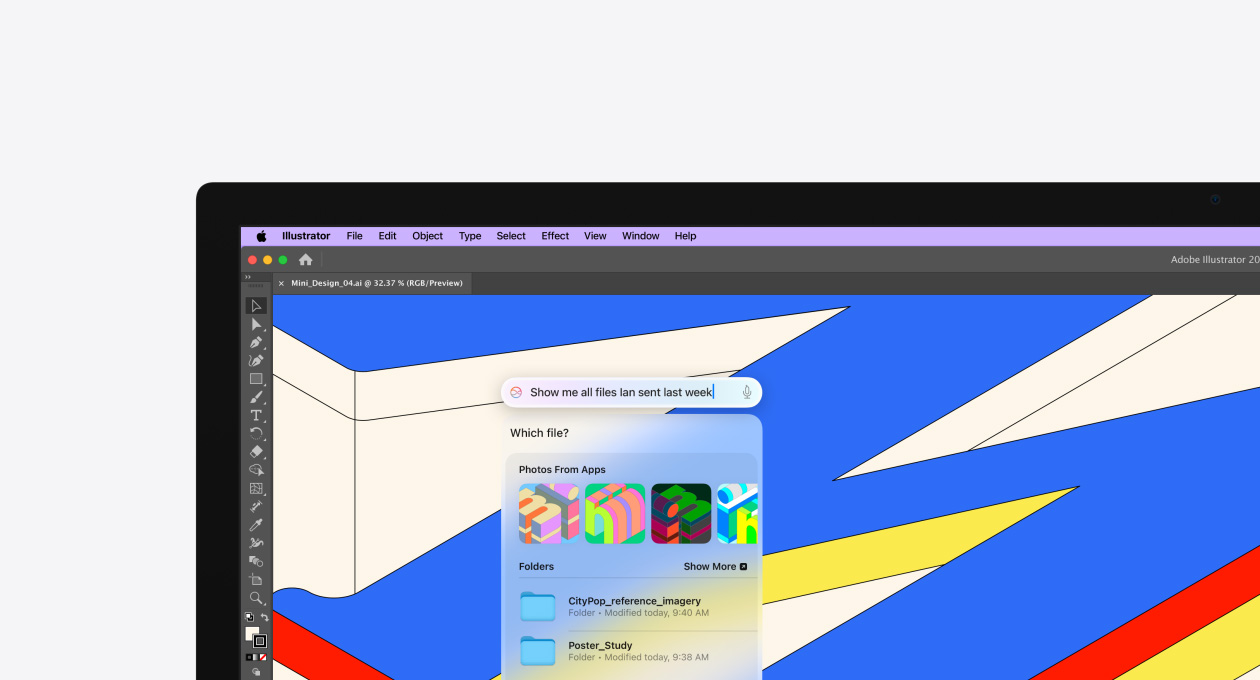 Illustrator File Edit Object Type Select Effect View Window Help
Adobe Illustrator 20
Mini_Design_04.ai @ 32.37 % (RGB/Preview)
Show me all files Ian sent last week
Which file?
Photos From Apps
Folders Show More
CityPop_reference_imagery
Folder • Modified today, 9:40 AM
Poster_Study
Folder • Modified today, 9:38 AM